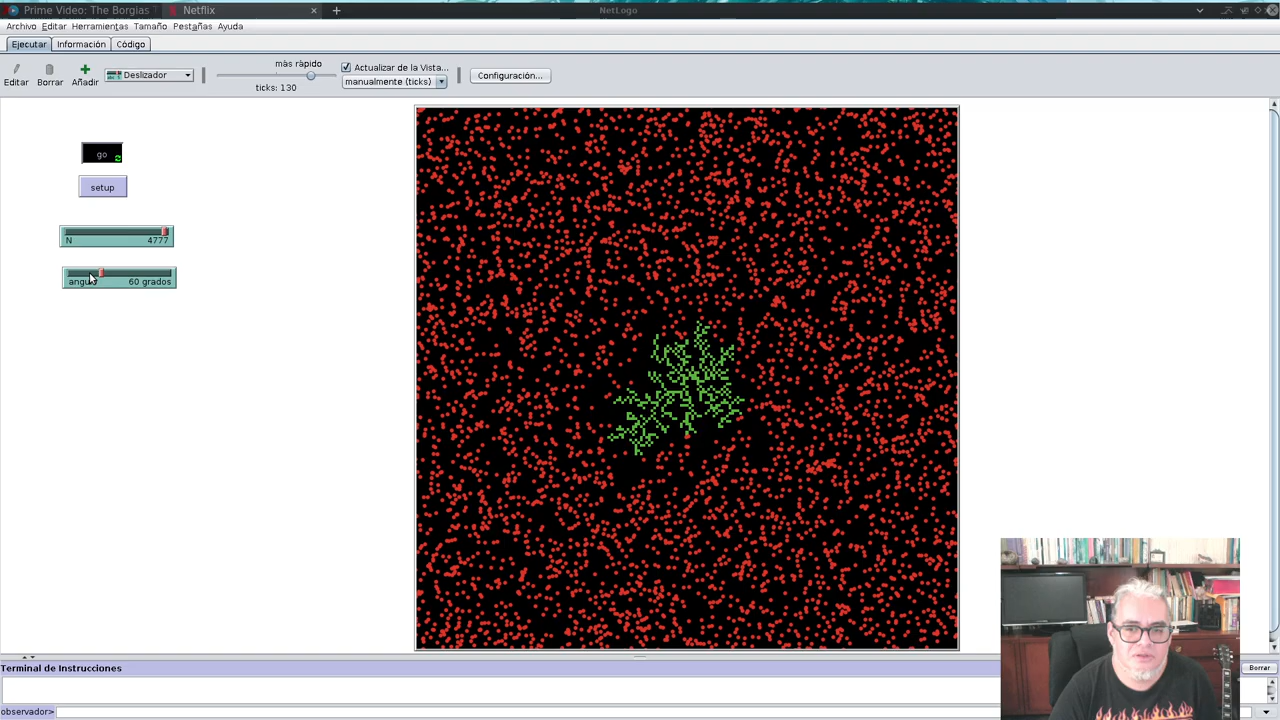 Prime Video: The Borgias
Netflix
NetLogo
Archivo Editar Herramientas Tamaño Pestañas Ayuda
Ejecutar Información Código
más rápido
Actualizar de la Vista...
Editar Borrar Añadir
Deslizador
manualmente (ticks)
Configuración...
ticks: 130
go
setup
N 4777
60 grados
Terminal de Instrucciones
Borrar
observador>